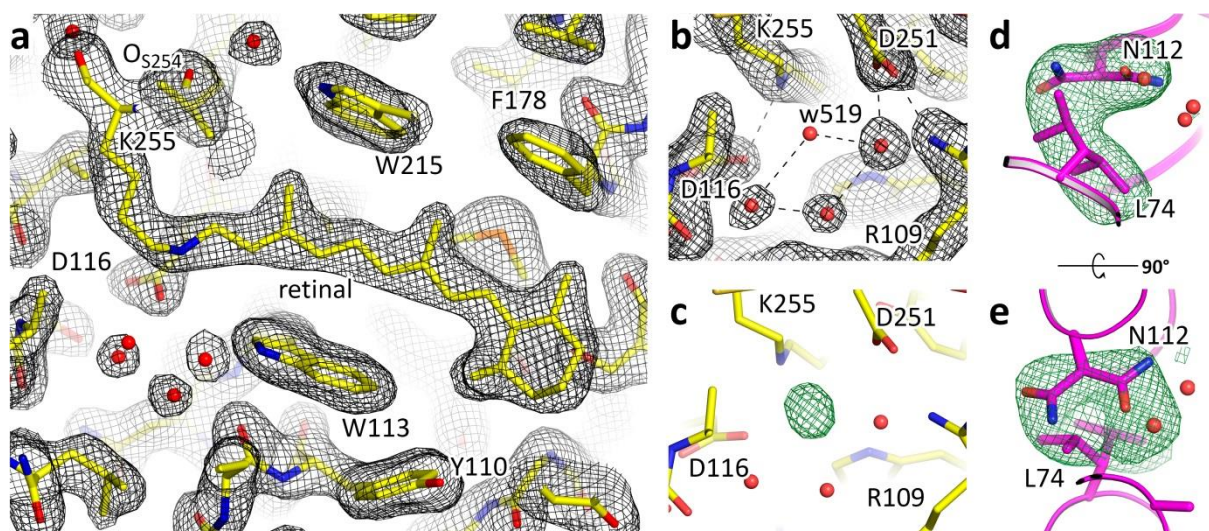 a
O_S254
K255
W215
F178
D116
retinal
W113
Y110
b
K255
D251
w519
D116
R109
c
K255
D251
D116
R109
d
N112
L74
90°
e
N112
L74